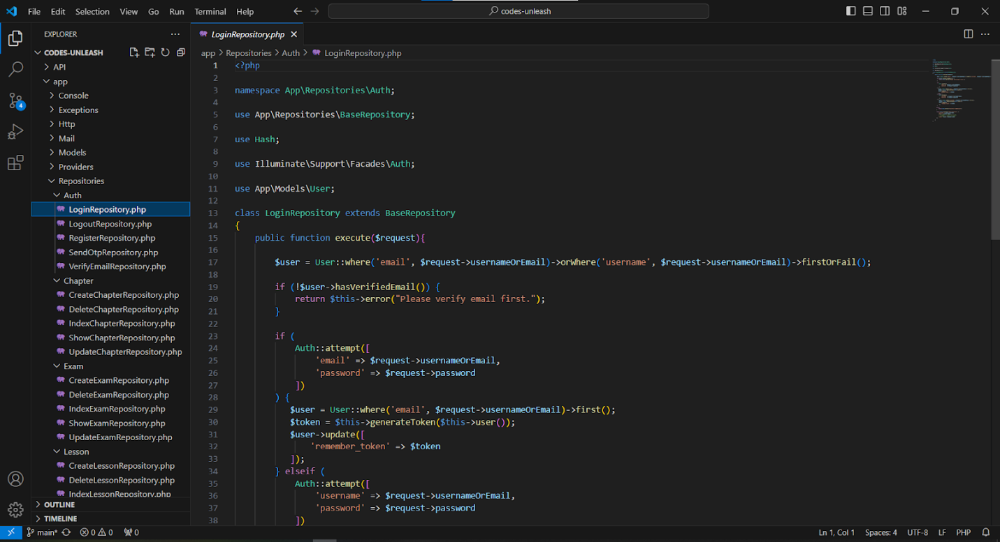 File Edit Selection View Go Run Terminal Help codes-unleash
EXPLORER
CODES-UNLEASH
API
app
Console
Exceptions
Http
Mail
Models
Providers
Repositories
Auth
LoginRepository.php
LogoutRepository.php
RegisterRepository.php
SendOtpRepository.php
VerifyEmailRepository.php
Chapter
CreateChapterRepository.php
DeleteChapterRepository.php
IndexChapterRepository.php
ShowChapterRepository.php
UpdateChapterRepository.php
Exam
CreateExamRepository.php
DeleteExamRepository.php
IndexExamRepository.php
ShowExamRepository.php
UpdateExamRepository.php
Lesson
CreateLessonRepository.php
DeleteLessonRepository.php
IndexLessonRepository.php
OUTLINE
TIMELINE
4
LoginRepository.php
app > Repositories > Auth > LoginRepository.php
1 <?php
2
3 namespace App\Repositories\Auth;
4
5 use App\Repositories\BaseRepository;
6
7 use Hash;
8
9 use Illuminate\Support\Facades\Auth;
10
11 use App\Models\User;
12
13 class LoginRepository extends BaseRepository
14 {
15 public function execute($request){
16
17 $user = User::where('email', $request->usernameOrEmail)->orWhere('username', $request->usernameOrEmail)->firstOrFail();
18
19 if (!$user->hasVerifiedEmail()) {
20 return $this->error("Please verify email first.");
21 }
22
23 if (
24 Auth::attempt([
25 'email' => $request->usernameOrEmail,
26 'password' => $request->password
27 ])
28 ) {
29 $user = User::where('email', $request->usernameOrEmail)->first();
30 $token = $this->generateToken($this->user());
31 $user->update([
32 'remember_token' => $token
33 ]);
34 } elseif (
35 Auth::attempt([
36 'username' => $request->usernameOrEmail,
37 'password' => $request->password
38 ])
main* 0 0 0 Ln 1, Col 1 Spaces: 4 UTF-8 LF PHP